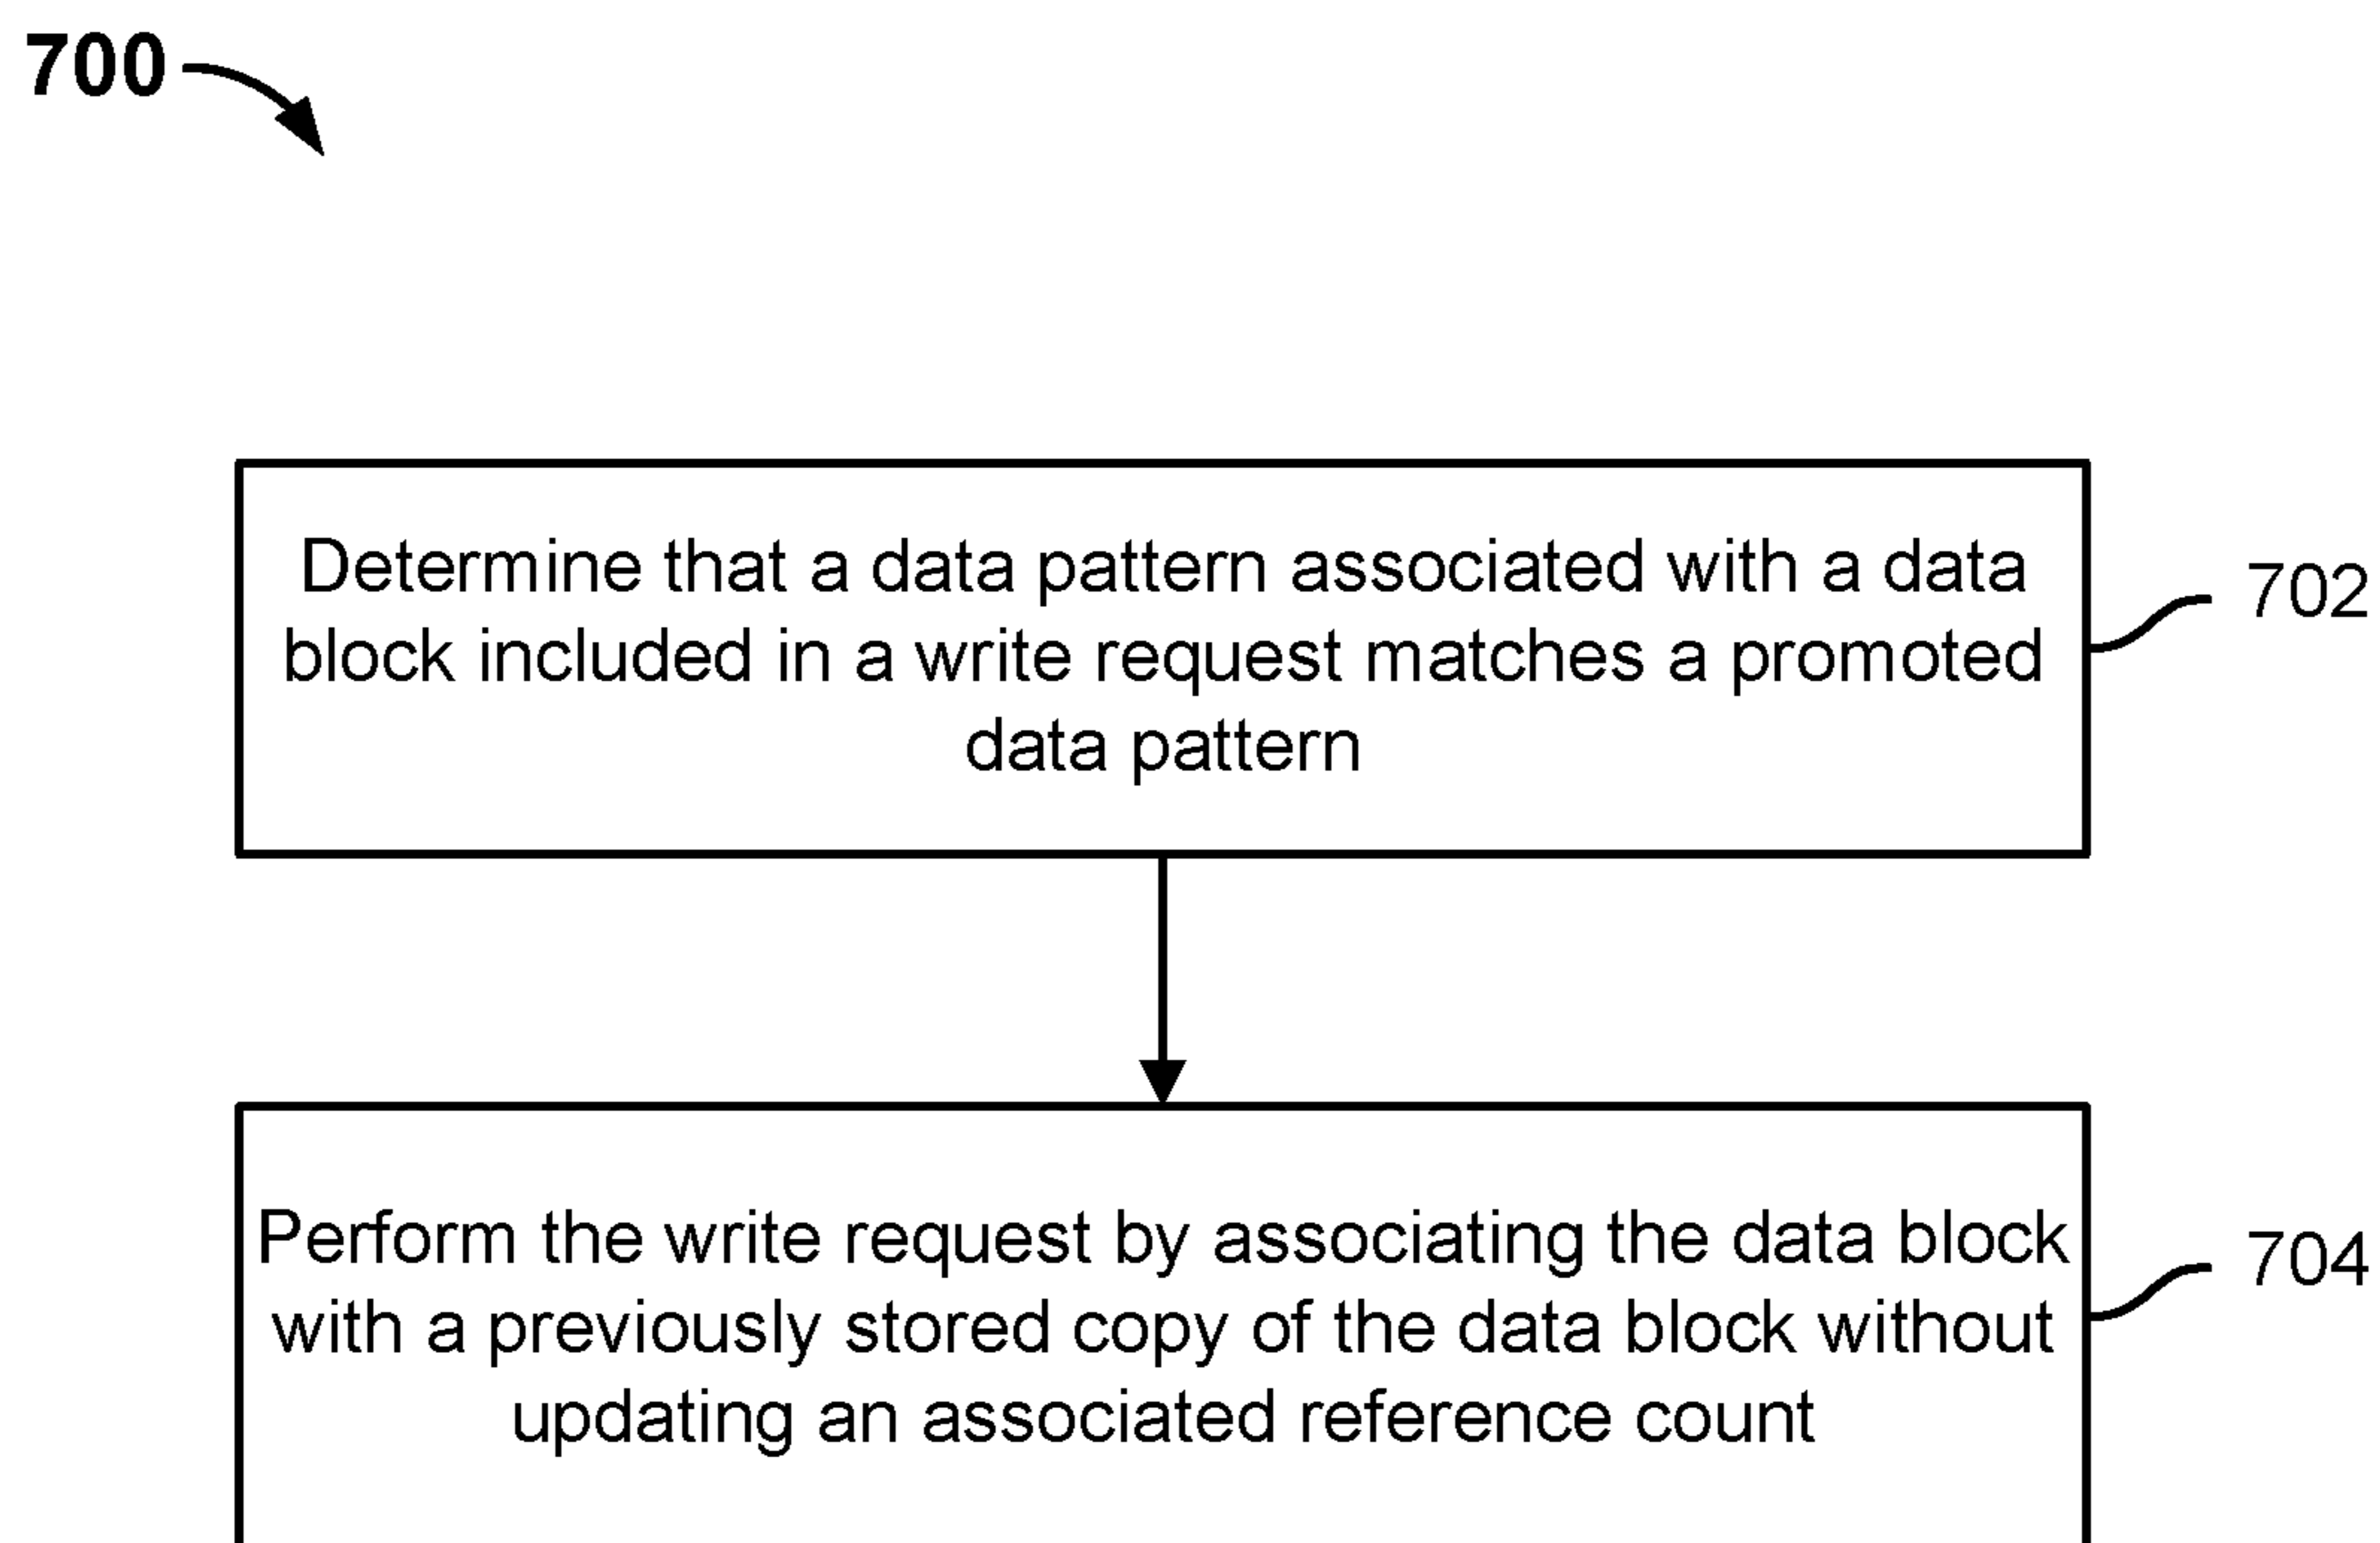 700
Determine that a data pattern associated with a data
block included in a write request matches a promoted
data pattern
702
Perform the write request by associating the data block
with a previously stored copy of the data block without
updating an associated reference count
704